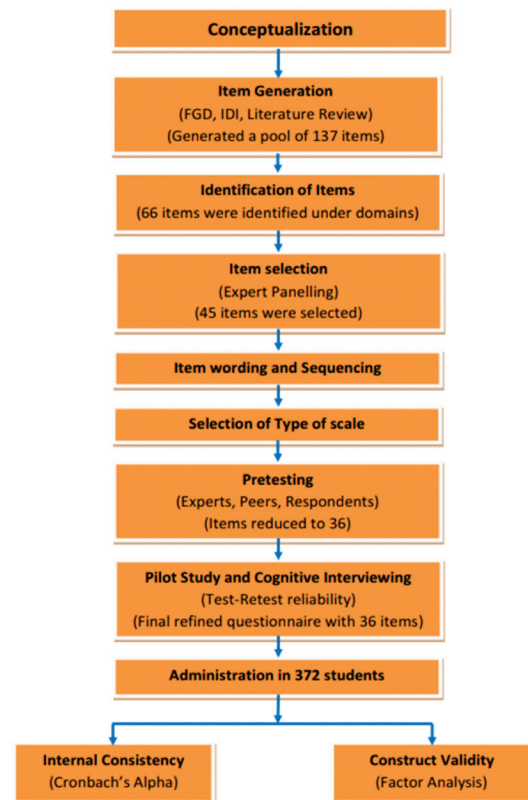 Conceptualization
Item Generation
(FGD, IDI, Literature Review)
(Generated a pool of 137 items)
Identification of Items
(66 items were identified under domains)
Item selection
(Expert Panelling)
(45 items were selected)
Item wording and Sequencing
Selection of Type of scale
Pretesting
(Experts, Peers, Respondents)
(Items reduced to 36)
Pilot Study and Cognitive Interviewing
(Test-Retest reliability)
(Final refined questionnaire with 36 items)
Administration in 372 students
Internal Consistency
(Cronbach's Alpha)
Construct Validity
(Factor Analysis)